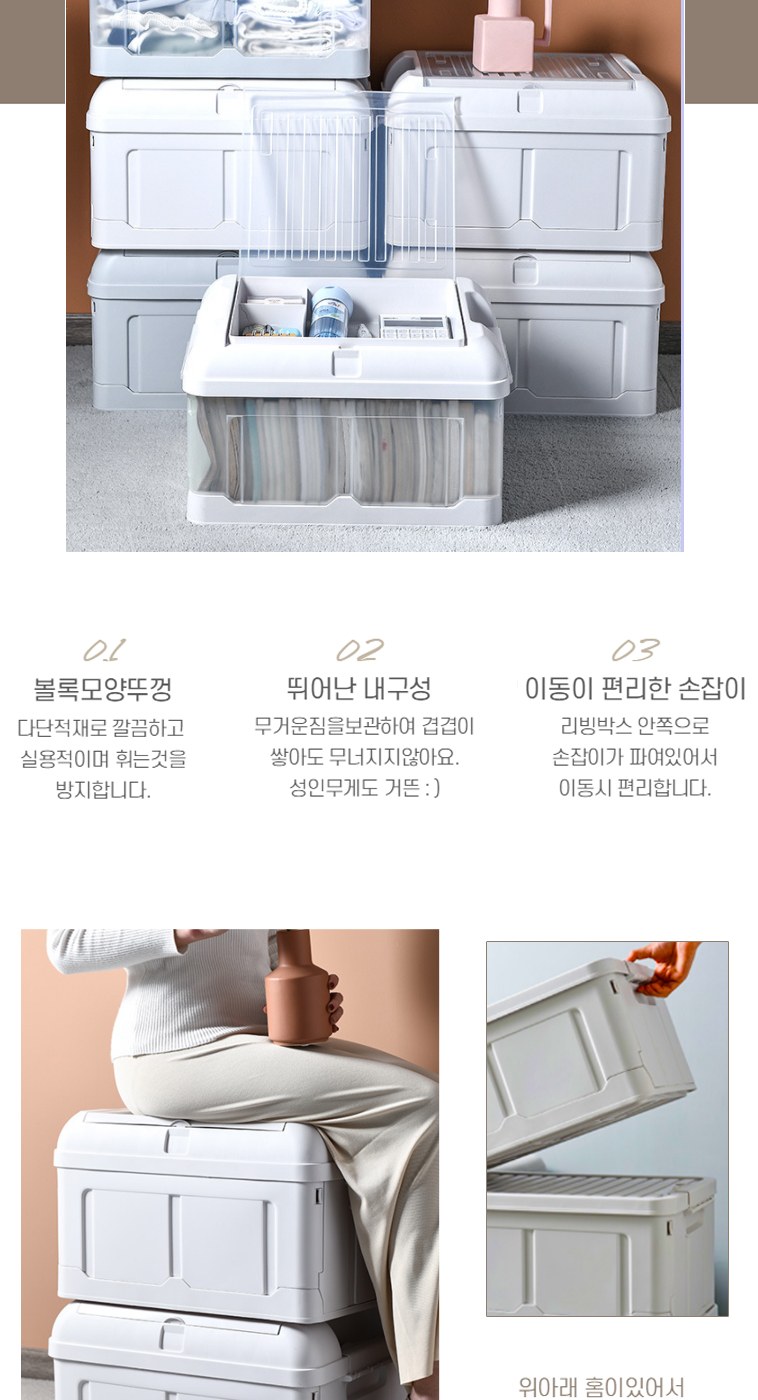 01
볼록모양뚜껑
다단적재로 깔끔하고
실용적이며 휘는것을
방지합니다.
02
뛰어난 내구성
무거운짐을보관하여 겹겹이
쌓아도 무너지지않아요.
성인무게도 거뜬 : )
03
이동이 편리한 손잡이
리빙박스 안쪽으로
손잡이가 파여있어서
이동시 편리합니다.
위아래 홈이있어서